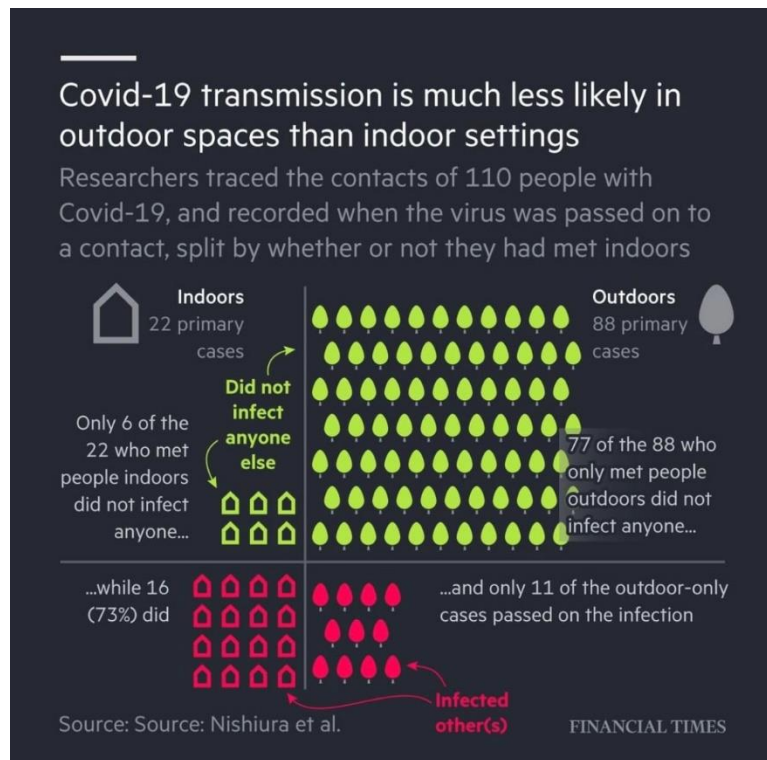 Covid-19 transmission is much less likely in
outdoor spaces than indoor settings
Researchers traced the contacts of 110 people with
Covid-19, and recorded when the virus was passed on to
a contact, split by whether or not they had met indoors
Indoors
22 primary
cases
Outdoors
88 primary
cases
Did not
infect
anyone
else
Only 6 of the
22 who met
people indoors
did not infect
anyone...
77 of the 88 who
only met people
outdoors did not
infect anyone...
...while 16
(73%) did
...and only 11 of the outdoor-only
cases passed on the infection
Infected
other(s)
Source: Source: Nishiura et al.
FINANCIAL TIMES